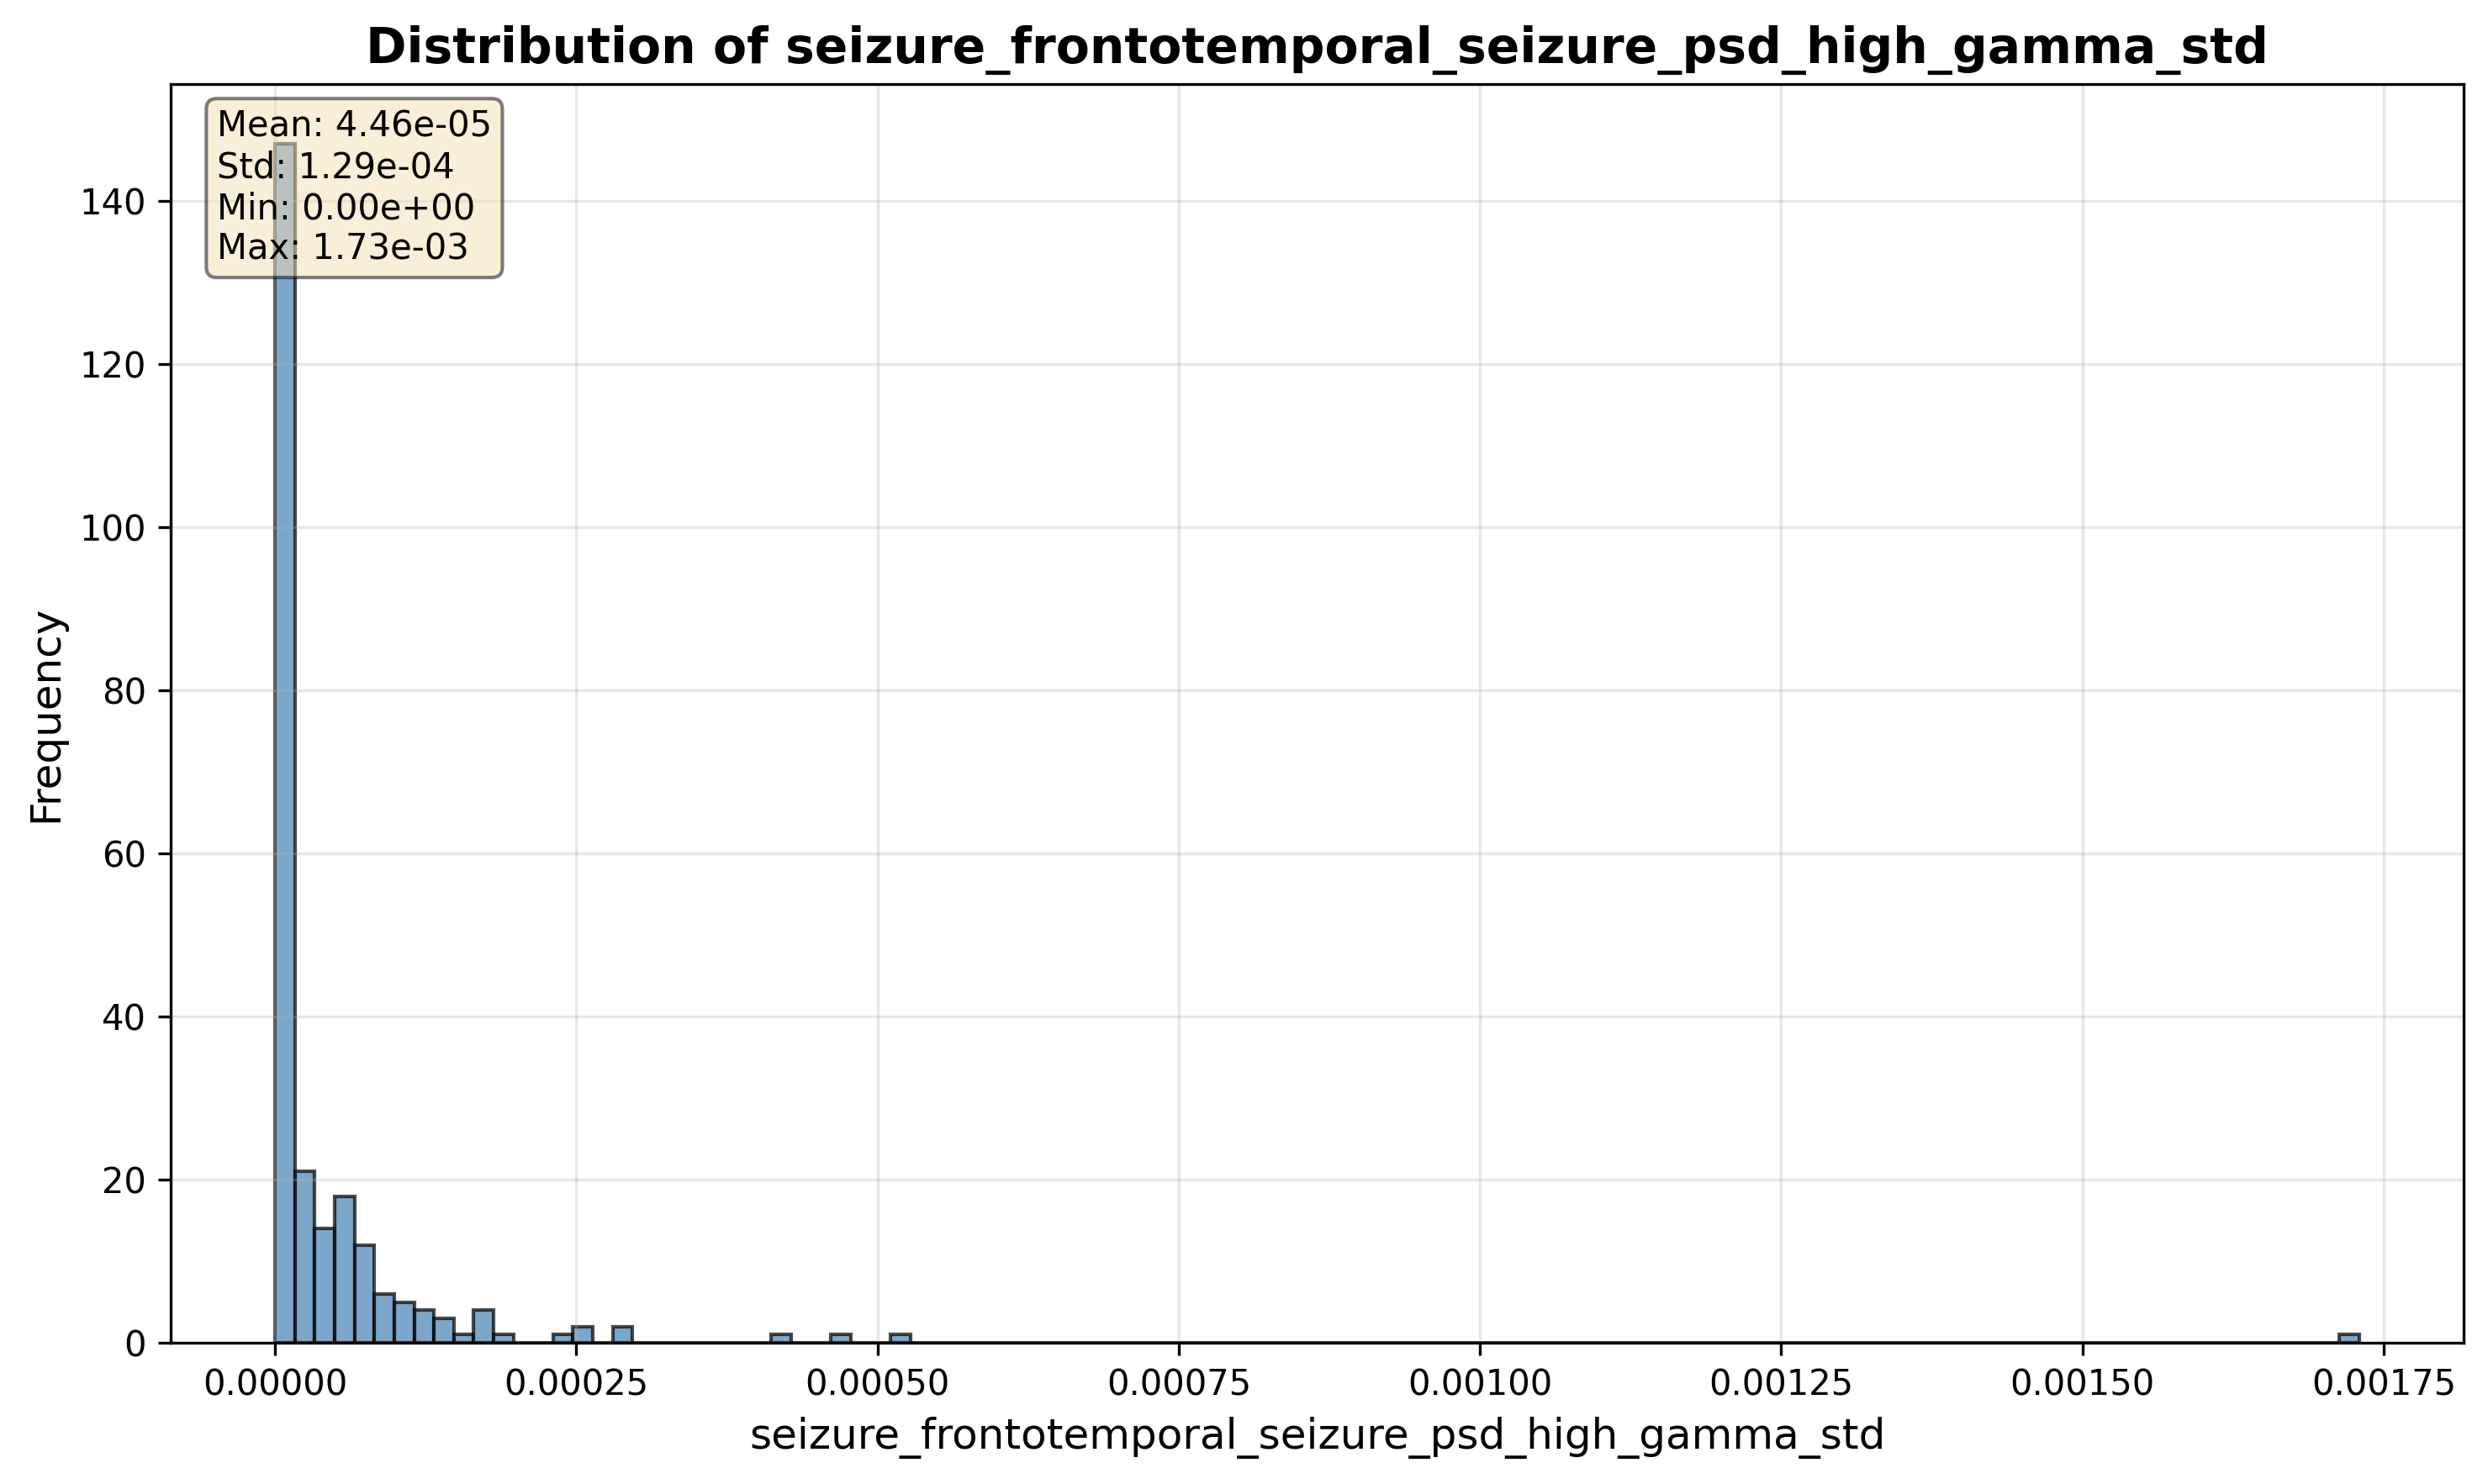 Distribution of seizure_frontotemporal_seizure_psd_high_gamma_std
Mean: 4.46e-05
Std: 1.29e-04
Min: 0.00e+00
Max: 1.73e-03
Frequency
140
120
100
80
60
40
20
0
0.00000 0.00025 0.00050 0.00075 0.00100 0.00125 0.00150 0.00175
seizure_frontotemporal_seizure_psd_high_gamma_std